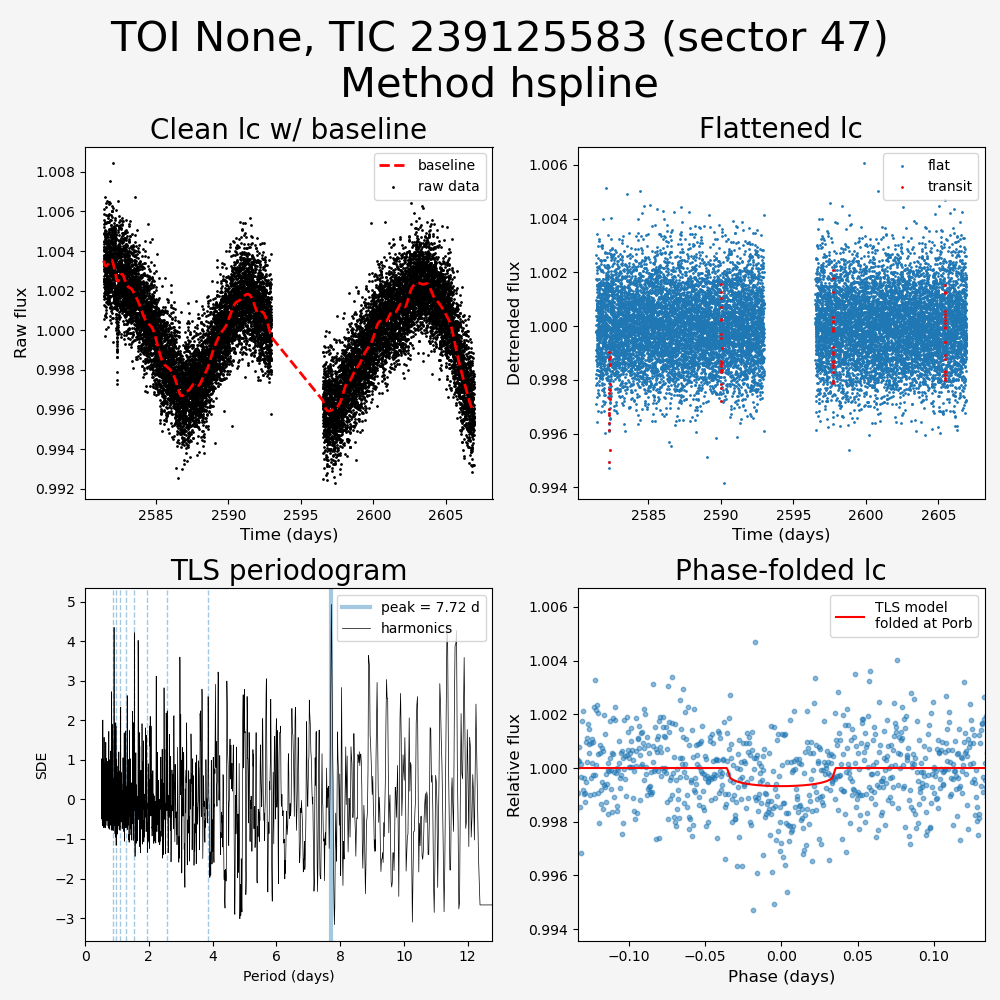 TOI None, TIC 239125583 (sector 47)
Method hspline
Clean lc w/ baseline
Raw flux
1.008
1.006
1.004
1.002
1.000
0.998
0.996
0.994
0.992
baseline
raw data
2585
2590
2595
2600
2605
Time (days)
Flattened lc
Detrended flux
1.006
1.004
1.002
1.000
0.998
0.996
0.994
flat
transit
2585
2590
2595
2600
2605
Time (days)
TLS periodogram
SDE
5
4
3
2
1
0
−1
−2
−3
peak = 7.72 d
harmonics
0
2
4
6
8
10
12
Period (days)
Phase-folded lc
Relative flux
1.006
1.004
1.002
1.000
0.998
0.996
0.994
TLS model
folded at Porb
−0.10
−0.05
0.00
0.05
0.10
Phase (days)